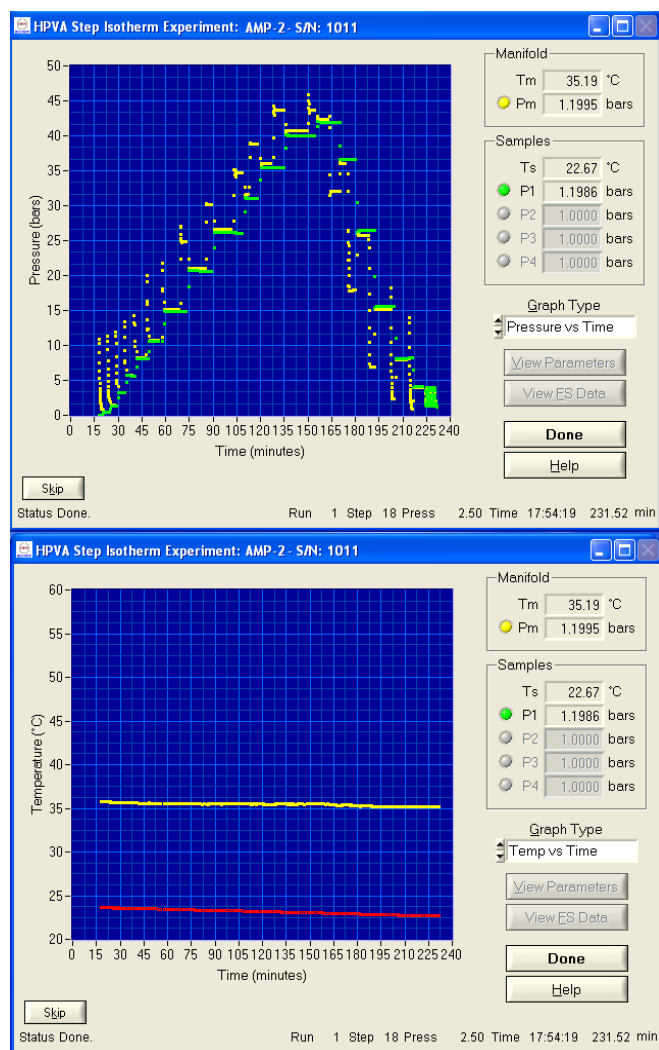 HPVA Step Isotherm Experiment: AMP-2 - S/N: 1011
Manifold
Tm 35.19 °C
Pm 1.1995 bars
Samples
Ts 22.67 °C
P1 1.1986 bars
P2 1.0000 bars
P3 1.0000 bars
P4 1.0000 bars
Graph Type
Pressure vs Time
View Parameters
View FS Data
Done
Help
Pressure (bars)
50
45
40
35
30
25
20
15
10
5
0
0 15 30 45 60 75 90 105 120 135 150 165 180 195 210 225 240
Time (minutes)
Skip
Status Done. Run 1 Step 18 Press 2.50 Time 17:54:19 231.52 min
HPVA Step Isotherm Experiment: AMP-2 - S/N: 1011
Manifold
Tm 35.19 °C
Pm 1.1995 bars
Samples
Ts 22.67 °C
P1 1.1986 bars
P2 1.0000 bars
P3 1.0000 bars
P4 1.0000 bars
Graph Type
Temp vs Time
View Parameters
View FS Data
Done
Help
Temperature (°C)
60
55
50
45
40
35
30
25
20
0 15 30 45 60 75 90 105 120 135 150 165 180 195 210 225 240
Time (minutes)
Skip
Status Done. Run 1 Step 18 Press 2.50 Time 17:54:19 231.52 min